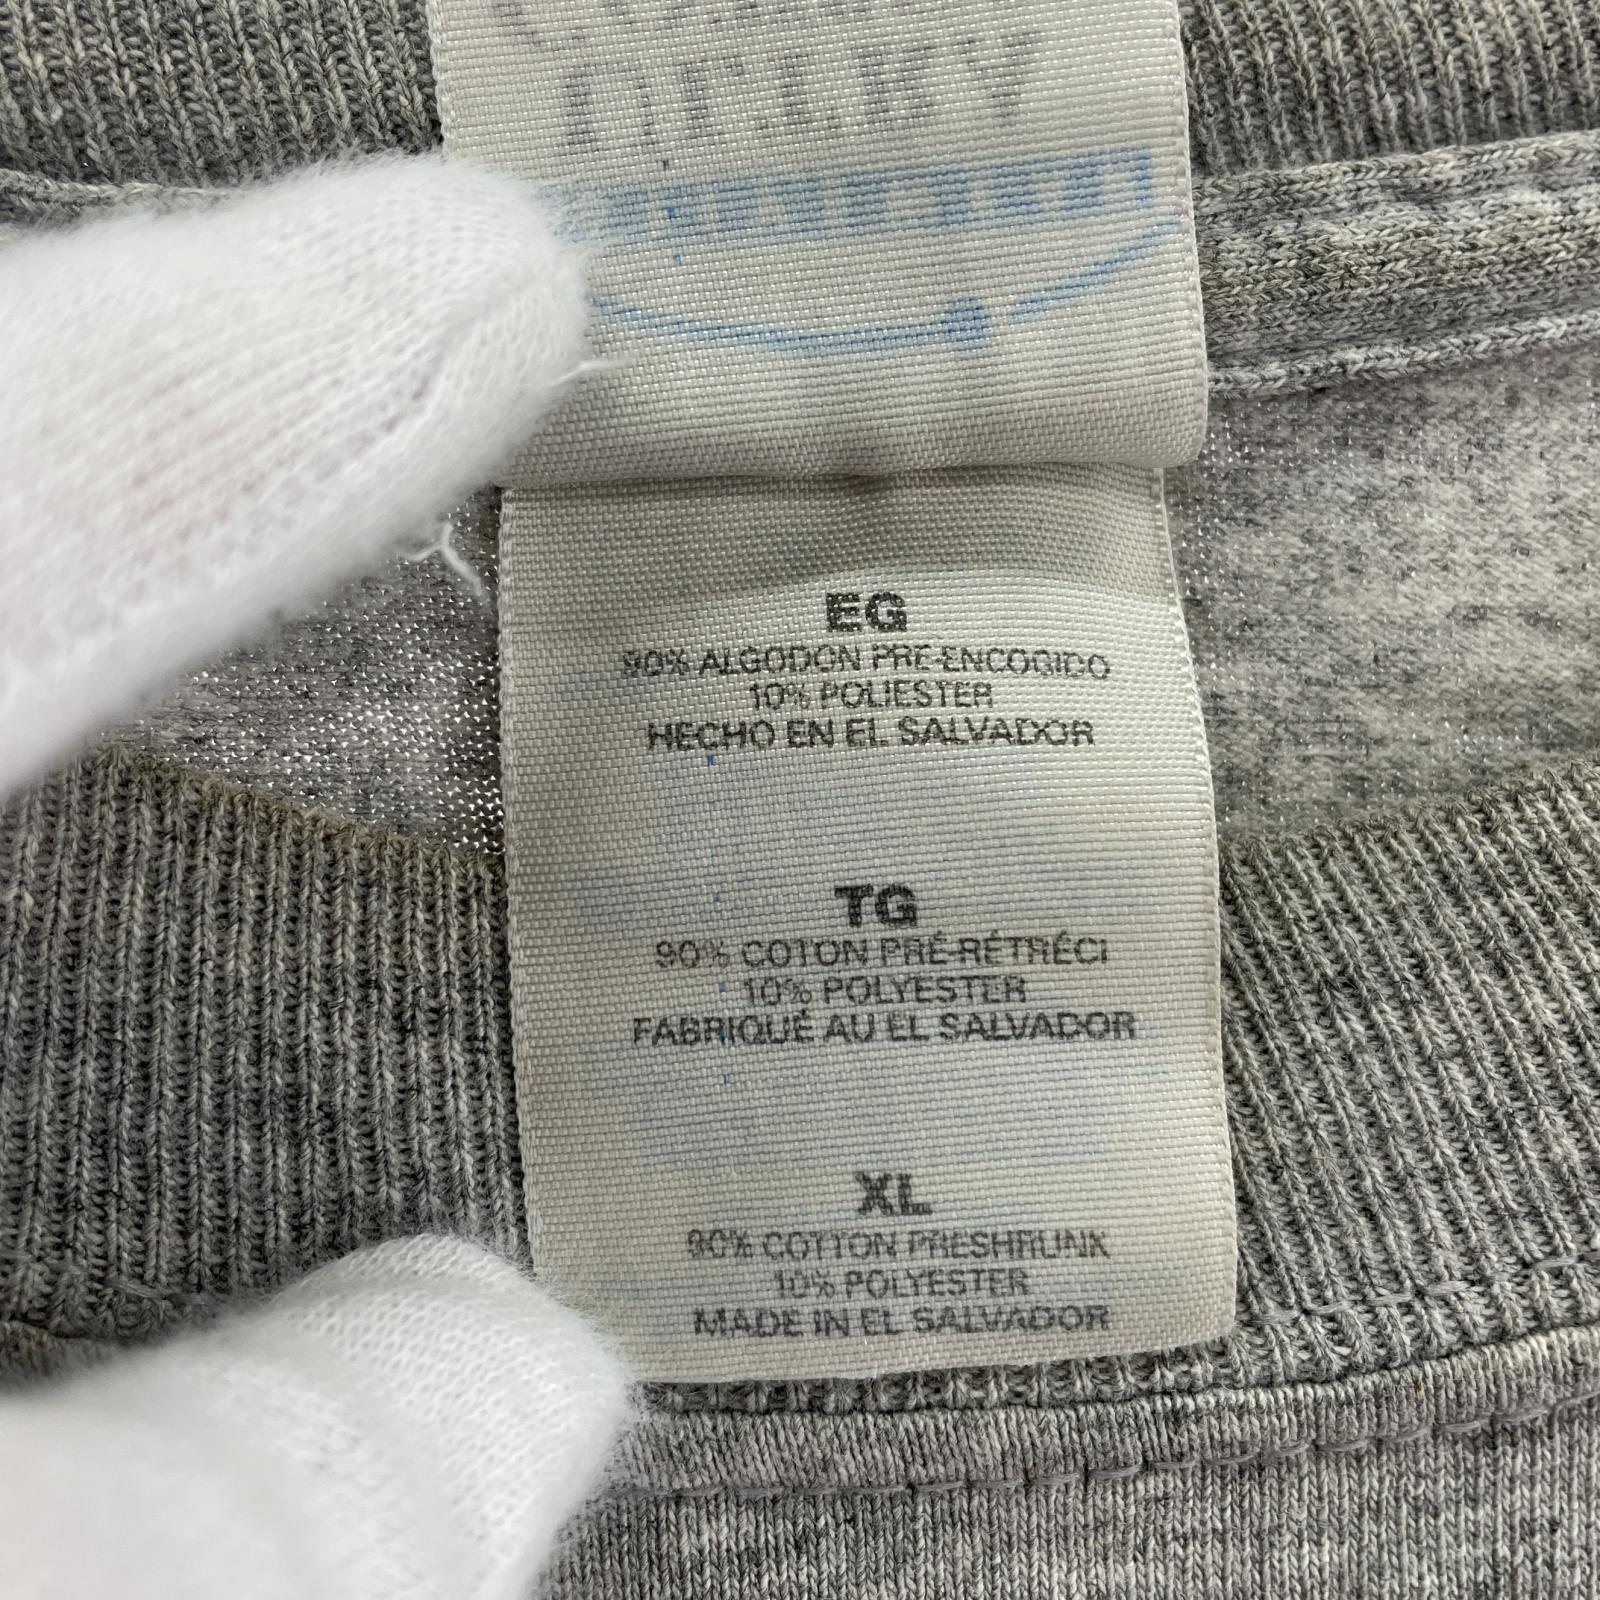 EG
90% ALGODON PRE-ENCOGIDO
10% POLIESTER
HECHO EN EL SALVADOR
TG
90% COTON PRÉ-RÉTRÉCI
10% POLYESTER
FABRIQUÉ AU EL SALVADOR
XL
90% COTTON PRESHRUNK
10% POLYESTER
MADE IN EL SALVADOR